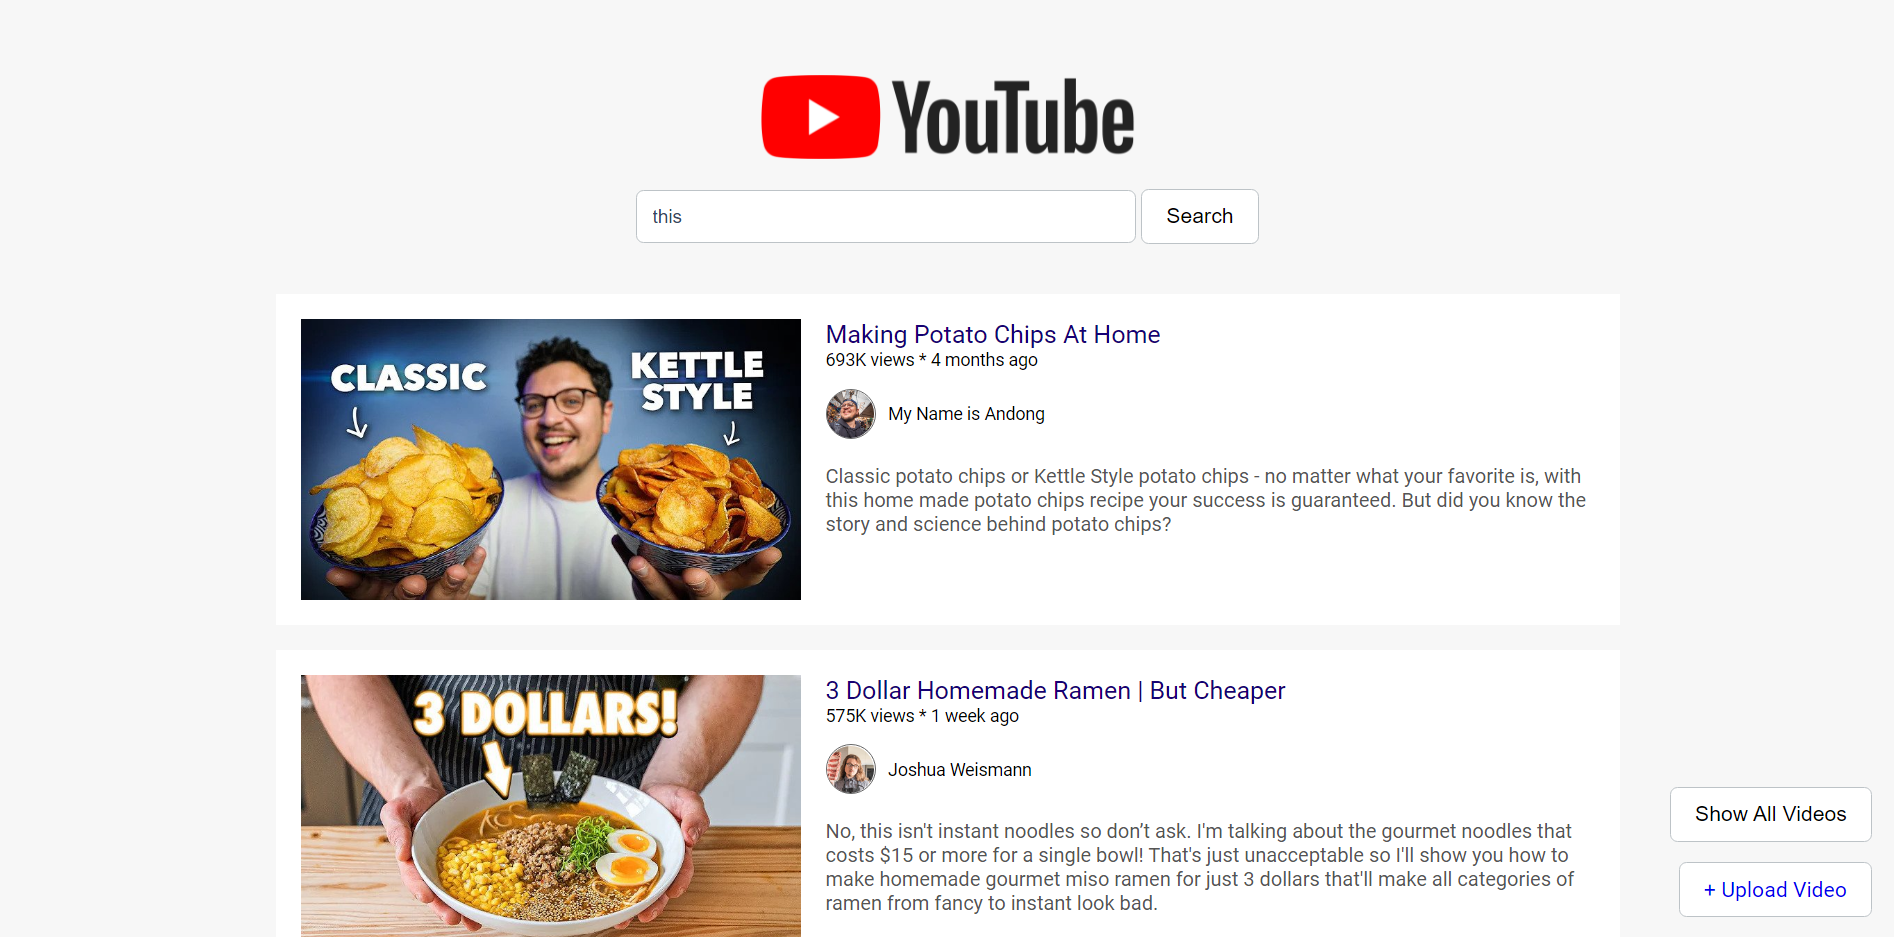 YouTube
this
Search
CLASSIC
KETTLE
STYLE
Making Potato Chips At Home
693K views * 4 months ago
My Name is Andong
Classic potato chips or Kettle Style potato chips - no matter what your favorite is, with
this home made potato chips recipe your success is guaranteed. But did you know the
story and science behind potato chips?
3 DOLLARS!
3 Dollar Homemade Ramen | But Cheaper
575K views * 1 week ago
Joshua Weismann
No, this isn't instant noodles so don’t ask. I'm talking about the gourmet noodles that
costs $15 or more for a single bowl! That's just unacceptable so I'll show you how to
make homemade gourmet miso ramen for just 3 dollars that'll make all categories of
ramen from fancy to instant look bad.
Show All Videos
+ Upload Video